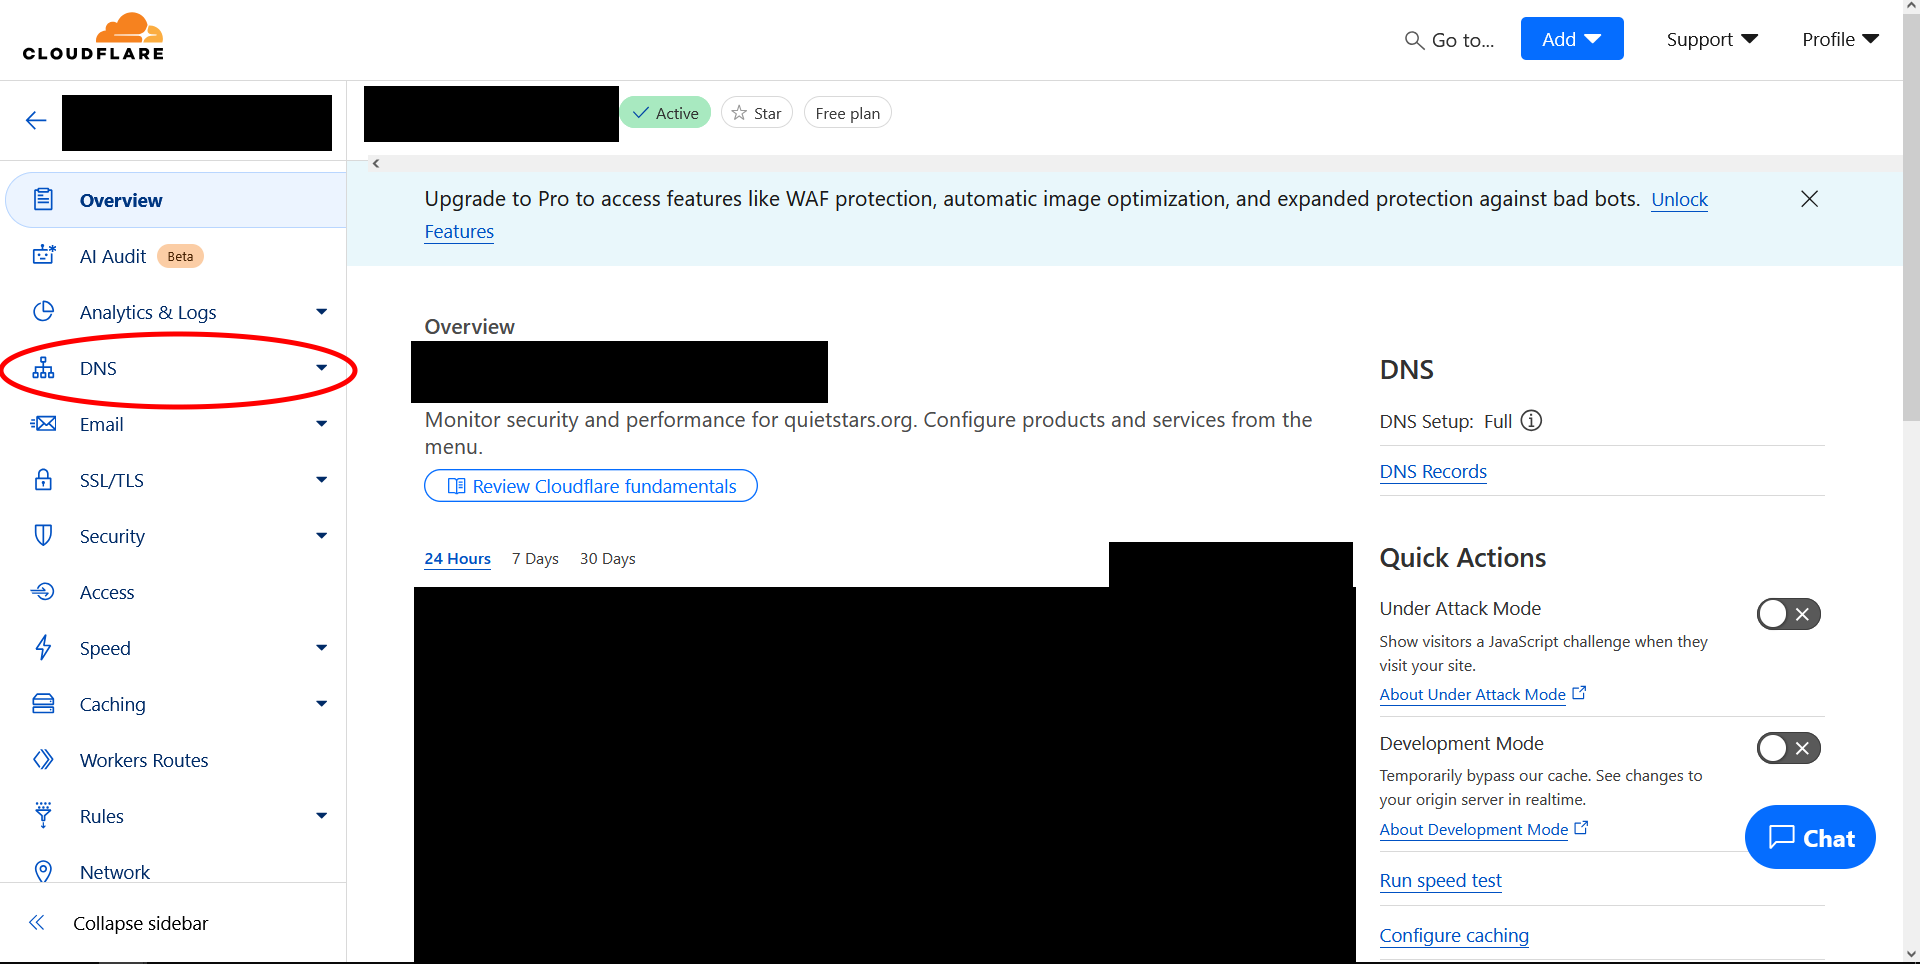 CLOUDFLARE
Go to...
Add
Support
Profile
Active
Star
Free plan
Overview
AI Audit Beta
Analytics & Logs
DNS
Email
SSL/TLS
Security
Access
Speed
Caching
Workers Routes
Rules
Network
Collapse sidebar
Upgrade to Pro to access features like WAF protection, automatic image optimization, and expanded protection against bad bots. Unlock
Features
Overview
Monitor security and performance for quietstars.org. Configure products and services from the
menu.
Review Cloudflare fundamentals
24 Hours 7 Days 30 Days
DNS
DNS Setup: Full
DNS Records
Quick Actions
Under Attack Mode
Show visitors a JavaScript challenge when they
visit your site.
About Under Attack Mode
Development Mode
Temporarily bypass our cache. See changes to
your origin server in realtime.
About Development Mode
Chat
Run speed test
Configure caching